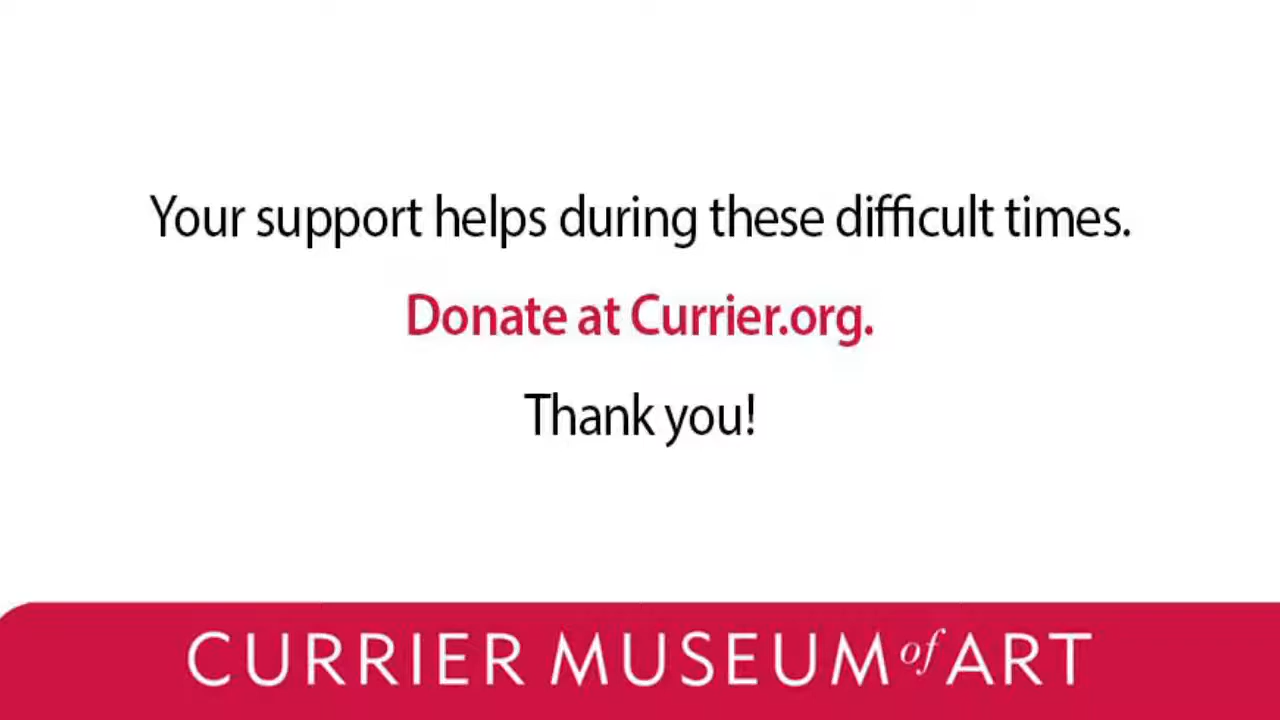 Your support helps during these difficult times.
Donate at Currier.org.
Thank you!
CURRIER MUSEUM of ART